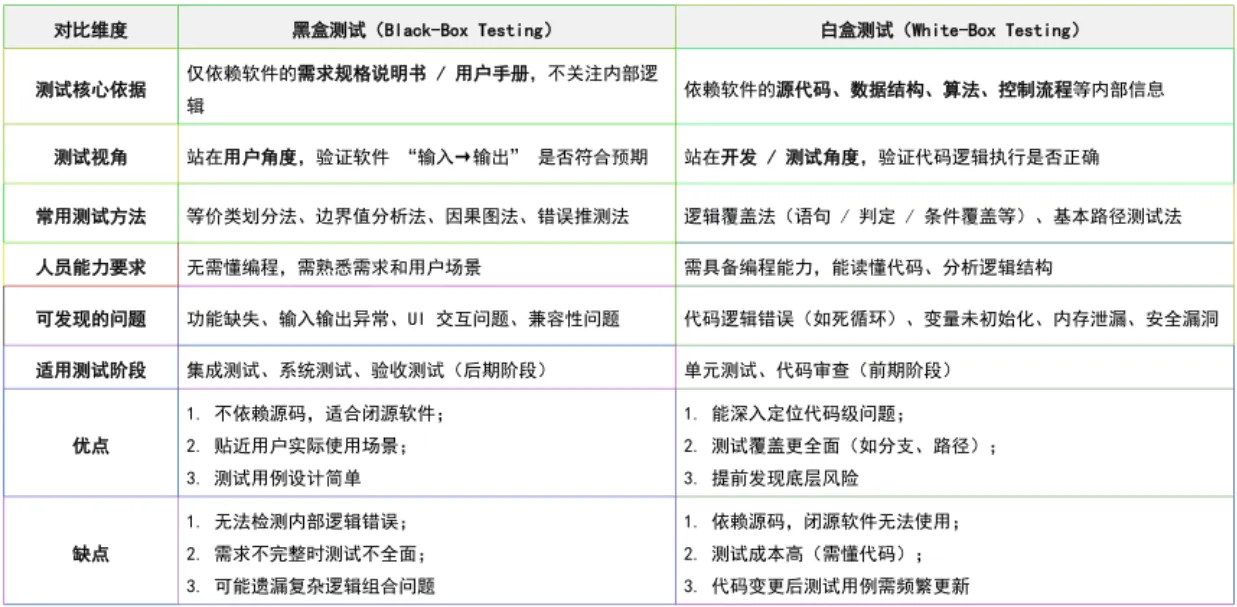 对比维度
黑盒测试（Black-Box Testing）
白盒测试（White-Box Testing）
测试核心依据
仅依赖软件的需求规格说明书 / 用户手册，不关注内部逻
辑
依赖软件的源代码、数据结构、算法、控制流程等内部信息
测试视角
站在用户角度，验证软件 “输入→输出” 是否符合预期
站在开发 / 测试角度，验证代码逻辑执行是否正确
常用测试方法
等价类划分法、边界值分析法、因果图法、错误推测法
逻辑覆盖法（语句 / 判定 / 条件覆盖等）、基本路径测试法
人员能力要求
无需懂编程，需熟悉需求和用户场景
需具备编程能力，能读懂代码、分析逻辑结构
可发现的问题
功能缺失、输入输出异常、UI 交互问题、兼容性问题
代码逻辑错误（如死循环）、变量未初始化、内存泄漏、安全漏洞
适用测试阶段
集成测试、系统测试、验收测试（后期阶段）
单元测试、代码审查（前期阶段）
优点
1. 不依赖源码，适合闭源软件；
2. 贴近用户实际使用场景；
3. 测试用例设计简单
1. 能深入定位代码级问题；
2. 测试覆盖更全面（如分支、路径）；
3. 提前发现底层风险
缺点
1. 无法检测内部逻辑错误；
2. 需求不完整时测试不全面；
3. 可能遗漏复杂逻辑组合问题
1. 依赖源码，闭源软件无法使用；
2. 测试成本高（需懂代码）；
3. 代码变更后测试用例需频繁更新